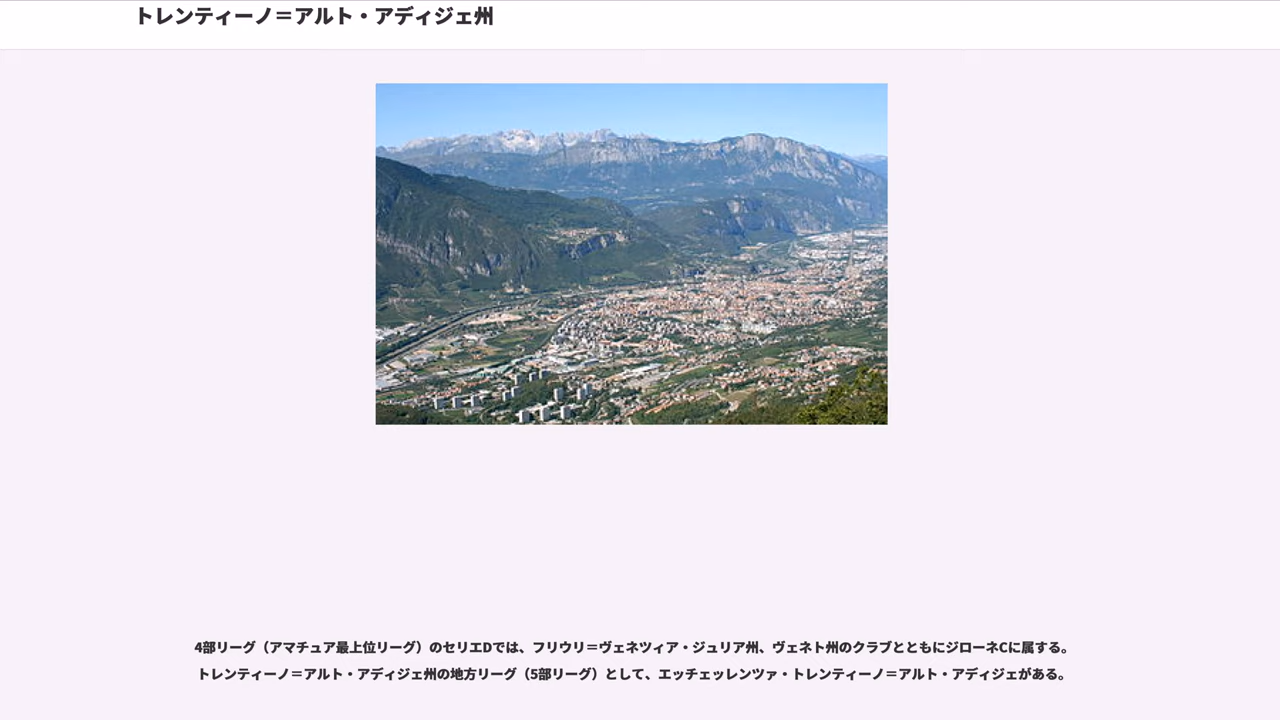 トレンティーノ＝アルト・アディジェ州
4部リーグ（アマチュア最上位リーグ）のセリエDでは、フリウリ＝ヴェネツィア・ジュリア州、ヴェネト州のクラブとともにジローネCに属する。
トレンティーノ＝アルト・アディジェ州の地方リーグ（5部リーグ）として、エッチェッレンツァ・トレンティーノ＝アルト・アディジェがある。